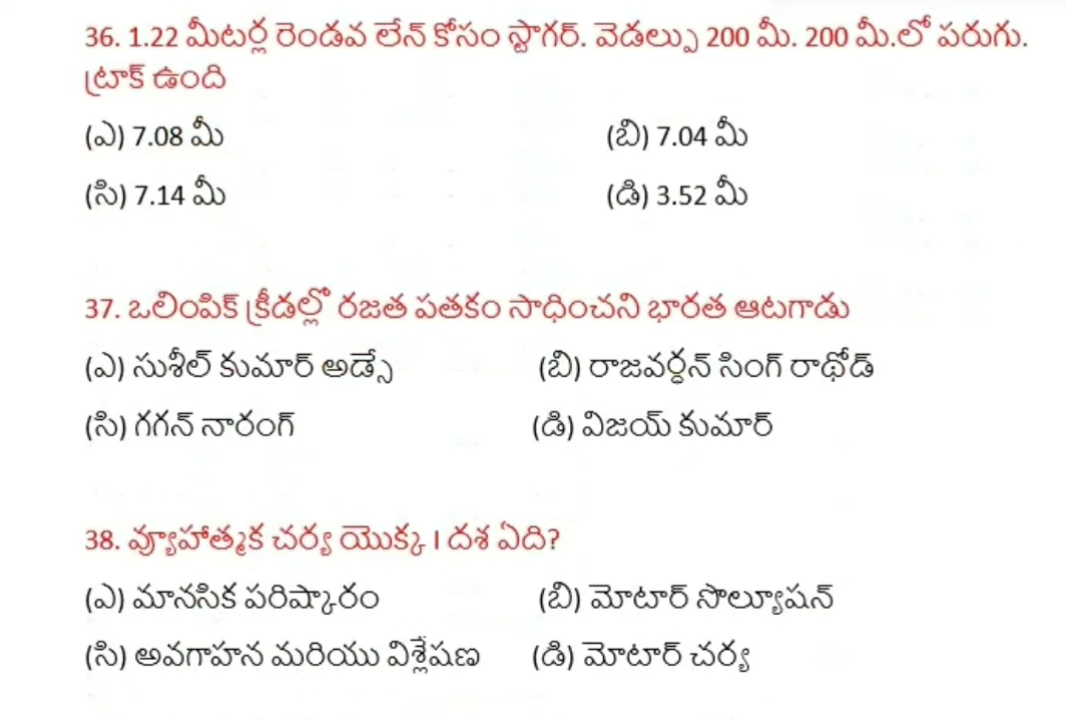 36. 1.22 మీటర్ల రెండవ లేన్ కోసం స్టాగర్. వెడల్పు 200 మీ. 200 మీ.లో పరుగు.
ట్రాక్ ఉంది
(ఎ) 7.08 మీ (బి) 7.04 మీ
(సి) 7.14 మీ (డి) 3.52 మీ
37. ఒలింపిక్ క్రీడల్లో రజత పతకం సాధించని భారత ఆటగాడు
(ఎ) సుశీల్ కుమార్ అడ్సే (బి) రాజవర్ధన్ సింగ్ రాథోడ్
(సి) గగన్ నారంగ్ (డి) విజయ్ కుమార్
38. వ్యూహాత్మక చర్య యొక్క I దశ ఏది?
(ఎ) మానసిక పరిష్కారం (బి) మోటార్ సొల్యూషన్
(సి) అవగాహన మరియు విశ్లేషణ (డి) మోటార్ చర్య